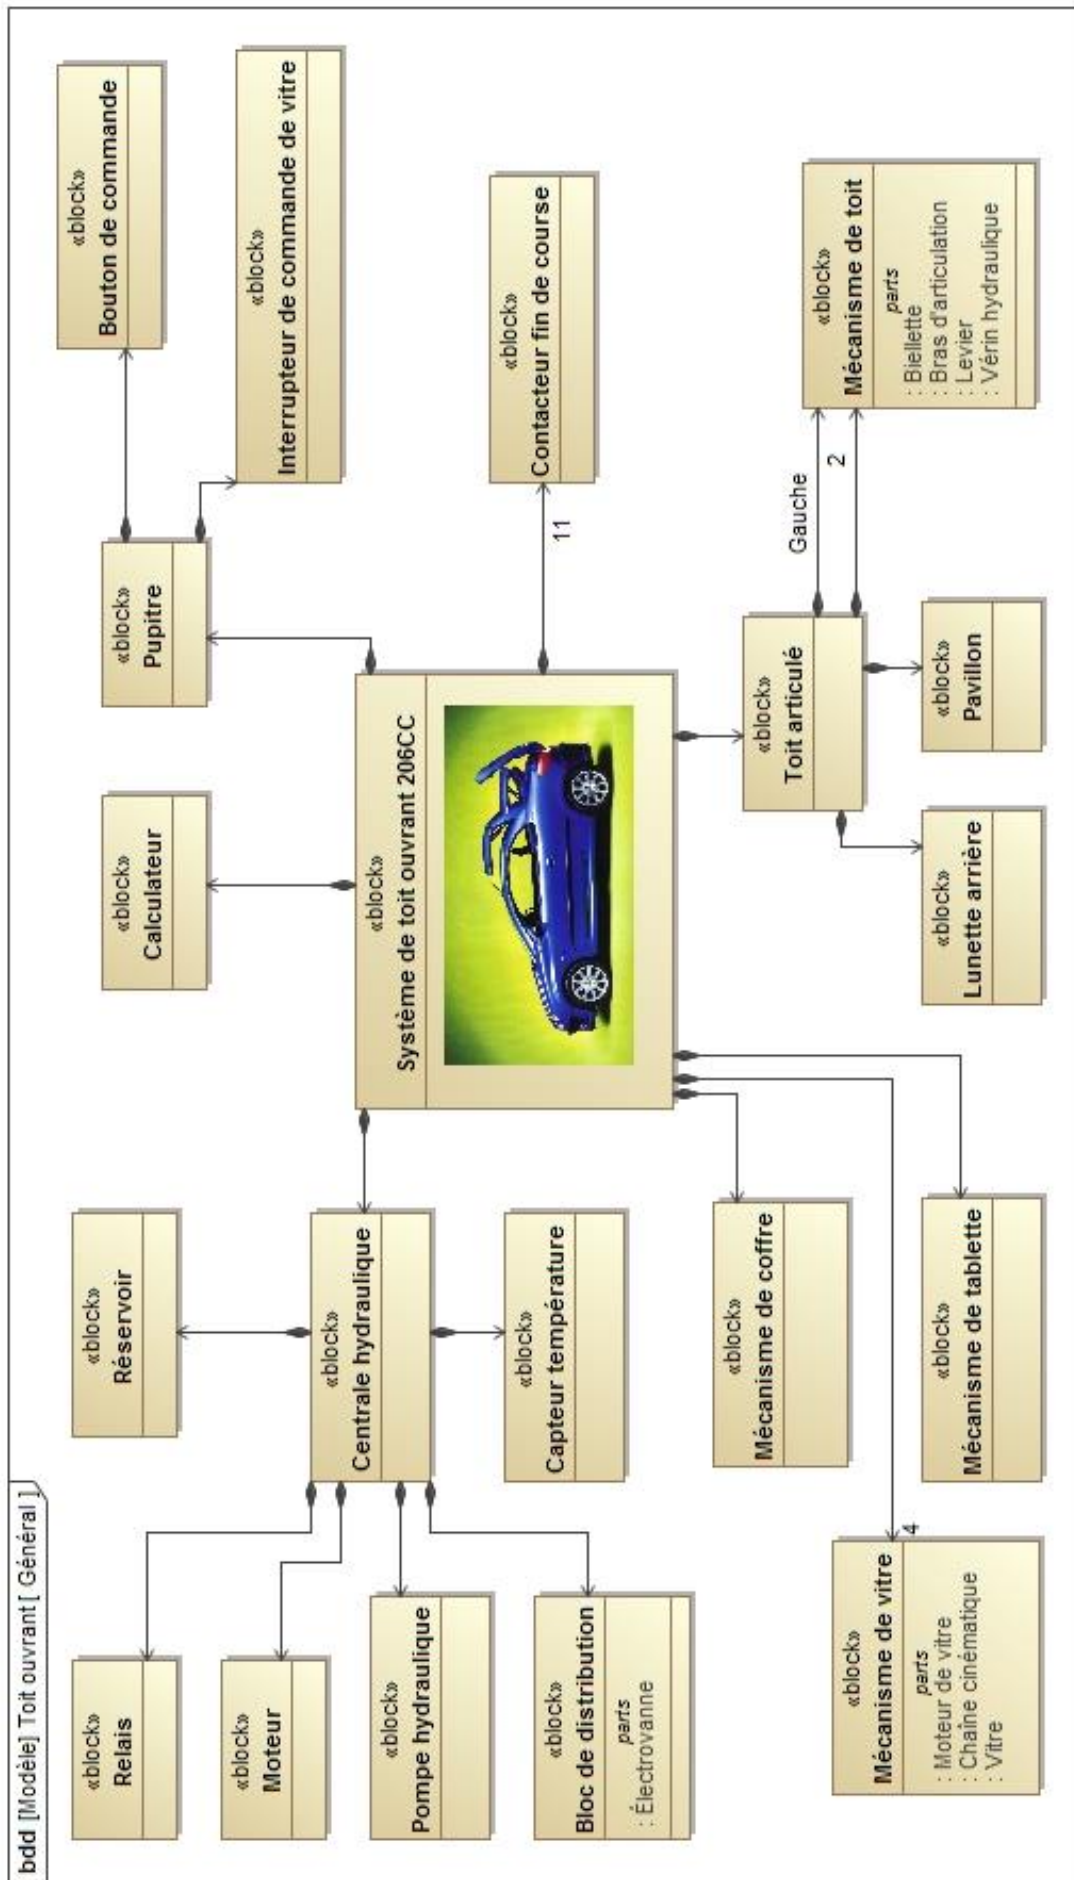 bdd [Modèle] Toit ouvrant [ Général ]
«block»
Relais
«block»
Moteur
«block»
Pompe hydraulique
«block»
Bloc de distribution
parts
: Électrovanne
«block»
Réservoir
«block»
Centrale hydraulique
«block»
Capteur température
«block»
Calculateur
«block»
Pupitre
«block»
Bouton de commande
«block»
Interrupteur de commande de vitre
«block»
Système de toit ouvrant 206CC
11
«block»
Contacteur fin de course
«block»
Mécanisme de coffre
4
«block»
Mécanisme de vitre
parts
: Moteur de vitre
: Chaîne cinématique
: Vitre
«block»
Mécanisme de tablette
«block»
Toit articulé
«block»
Lunette arrière
«block»
Pavillon
Gauche
2
«block»
Mécanisme de toit
parts
: Biellette
: Bras d'articulation
: Levier
: Vérin hydraulique